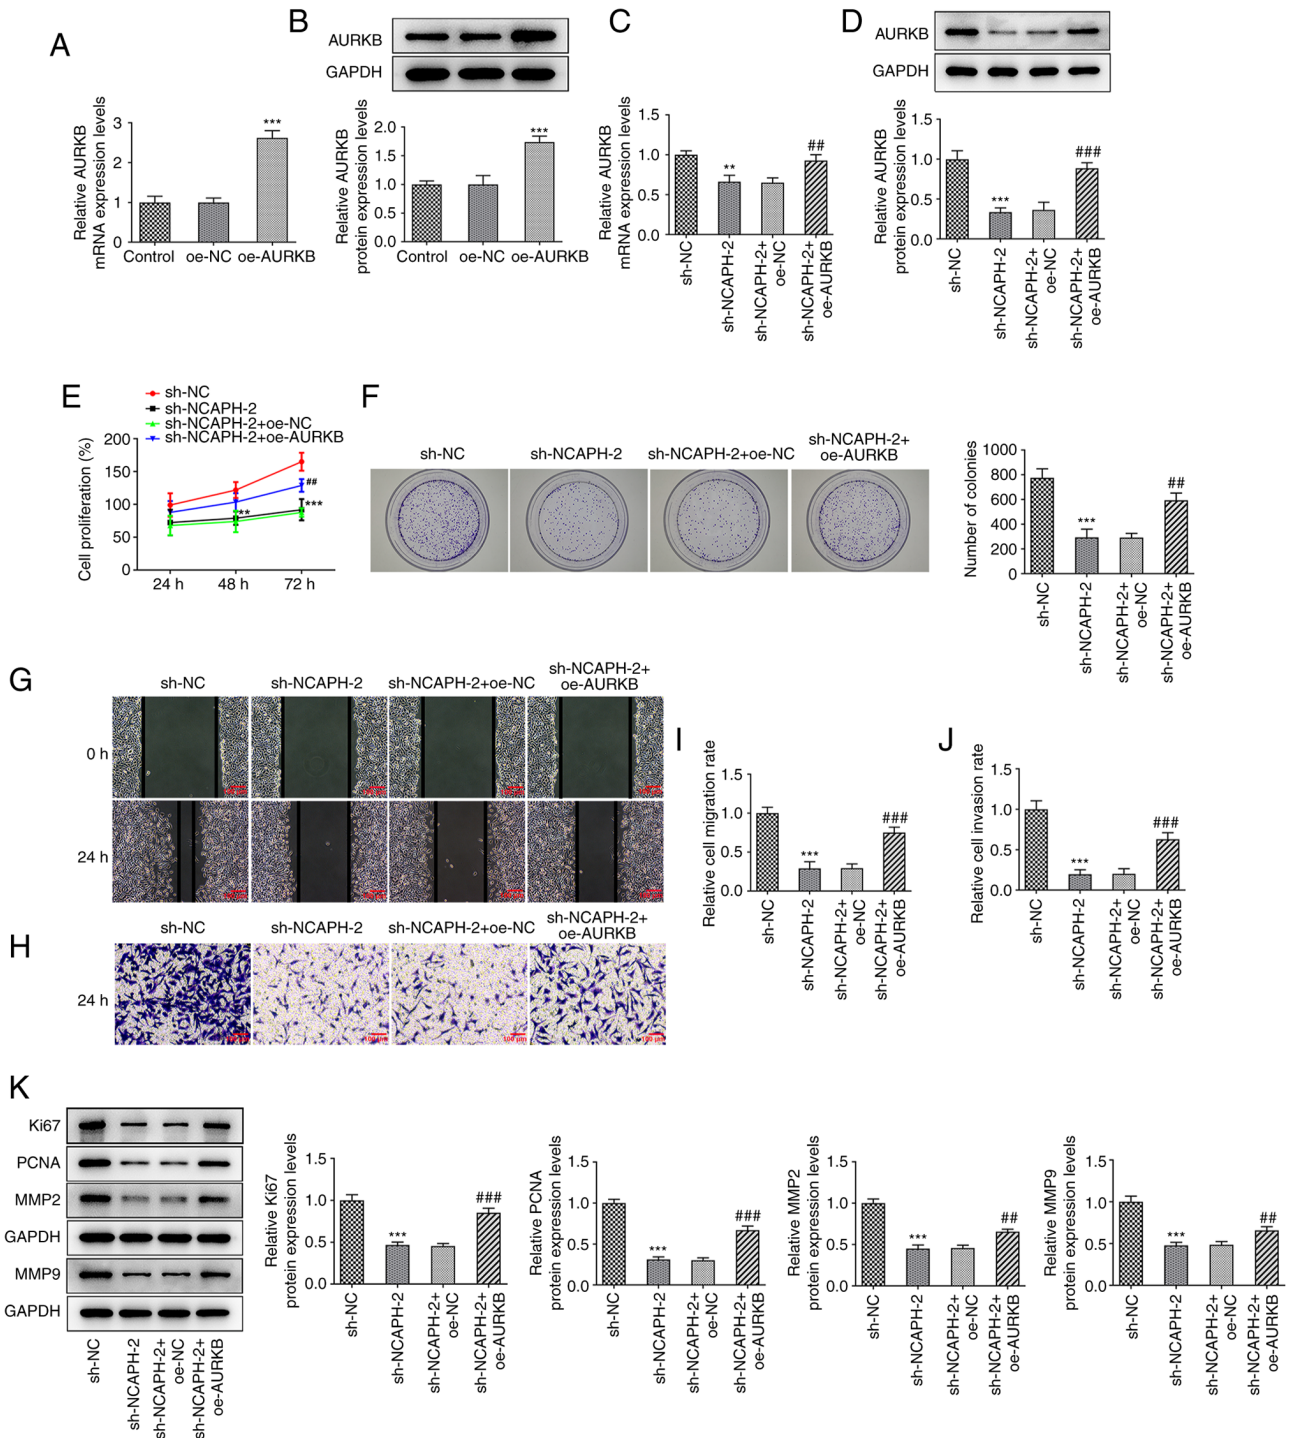 A
Relative AURKB
mRNA expression levels
3
2
1
0
Control
oe-NC
oe-AURKB
***
B
AURKB
GAPDH
Relative AURKB
protein expression levels
2.0
1.5
1.0
0.5
0.0
Control
oe-NC
oe-AURKB
***
C
Relative AURKB
mRNA expression levels
1.5
1.0
0.5
0.0
**
##
sh-NC
sh-NCAPH-2
sh-NCAPH-2+
oe-NC
sh-NCAPH-2+
oe-AURKB
D
AURKB
GAPDH
Relative AURKB
protein expression levels
1.5
1.0
0.5
0.0
***
###
sh-NC
sh-NCAPH-2
sh-NCAPH-2+
oe-NC
sh-NCAPH-2+
oe-AURKB
E
sh-NC
sh-NCAPH-2
sh-NCAPH-2+oe-NC
sh-NCAPH-2+oe-AURKB
Cell proliferation (%)
200
150
100
50
0
24 h
48 h
72 h
**
##
***
F
sh-NC
sh-NCAPH-2
sh-NCAPH-2+oe-NC
sh-NCAPH-2+
oe-AURKB
Number of colonies
1000
800
600
400
200
0
***
##
sh-NC
sh-NCAPH-2
sh-NCAPH-2+
oe-NC
sh-NCAPH-2+
oe-AURKB
G
sh-NC
sh-NCAPH-2
sh-NCAPH-2+oe-NC
sh-NCAPH-2+
oe-AURKB
0 h
24 h
H
sh-NC
sh-NCAPH-2
sh-NCAPH-2+oe-NC
sh-NCAPH-2+
oe-AURKB
24 h
100 µm
100 µm
100 µm
I
Relative cell migration rate
1.5
1.0
0.5
0.0
***
###
sh-NC
sh-NCAPH-2
sh-NCAPH-2+
oe-NC
sh-NCAPH-2+
oe-AURKB
J
Relative cell invasion rate
1.5
1.0
0.5
0.0
***
###
sh-NC
sh-NCAPH-2
sh-NCAPH-2+
oe-NC
sh-NCAPH-2+
oe-AURKB
K
Ki67
PCNA
MMP2
GAPDH
MMP9
GAPDH
sh-NC
sh-NCAPH-2
sh-NCAPH-2+
oe-NC
sh-NCAPH-2+
oe-AURKB
Relative Ki67
protein expression levels
1.5
1.0
0.5
0.0
***
###
sh-NC
sh-NCAPH-2
sh-NCAPH-2+
oe-NC
sh-NCAPH-2+
oe-AURKB
Relative PCNA
protein expression levels
1.5
1.0
0.5
0.0
***
###
sh-NC
sh-NCAPH-2
sh-NCAPH-2+
oe-NC
sh-NCAPH-2+
oe-AURKB
Relative MMP2
protein expression levels
1.5
1.0
0.5
0.0
***
##
sh-NC
sh-NCAPH-2
sh-NCAPH-2+
oe-NC
sh-NCAPH-2+
oe-AURKB
Relative MMP9
protein expression levels
1.5
1.0
0.5
0.0
***
##
sh-NC
sh-NCAPH-2
sh-NCAPH-2+
oe-NC
sh-NCAPH-2+
oe-AURKB